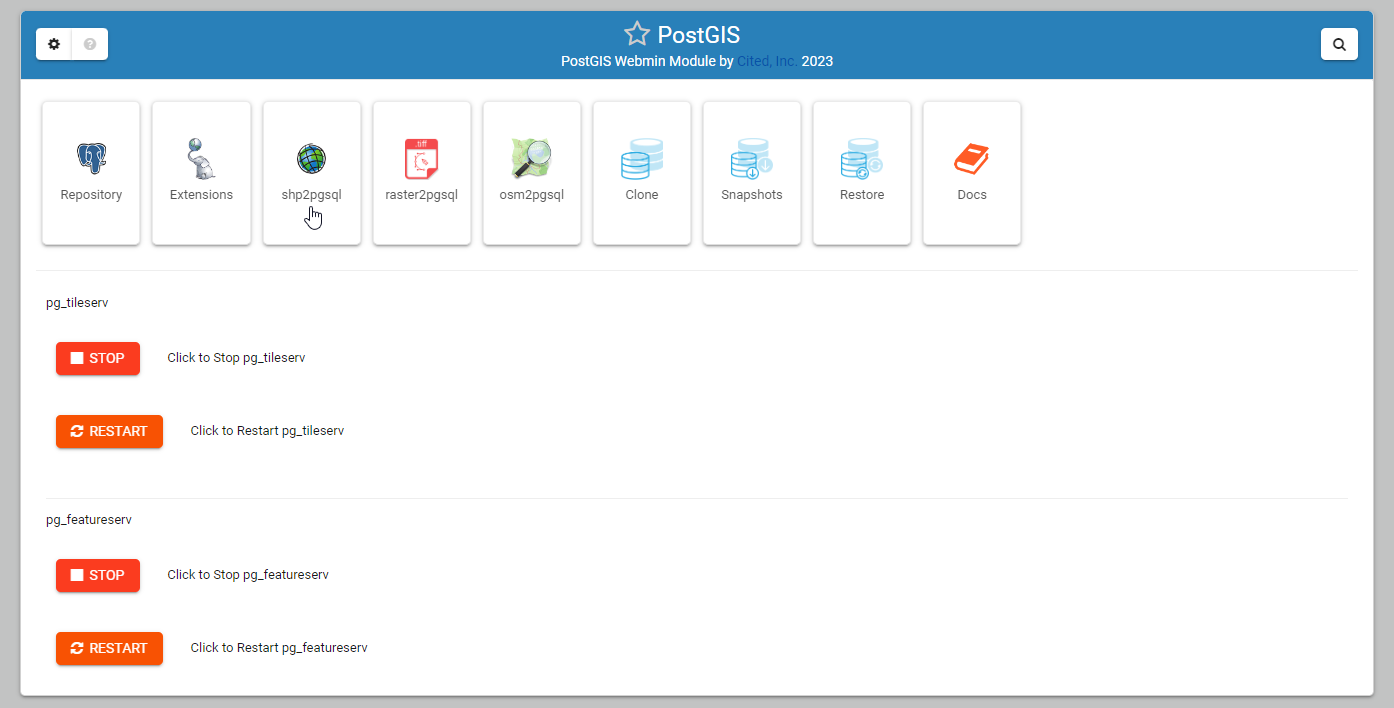 PostGIS
PostGIS Webmin Module by Cited, Inc. 2023
Repository
Extensions
shp2pgsql
.tiff
raster2pgsql
osm2pgsql
Clone
Snapshots
Restore
Docs
pg_tileserv
STOP Click to Stop pg_tileserv
RESTART Click to Restart pg_tileserv
pg_featureserv
STOP Click to Stop pg_featureserv
RESTART Click to Restart pg_featureserv